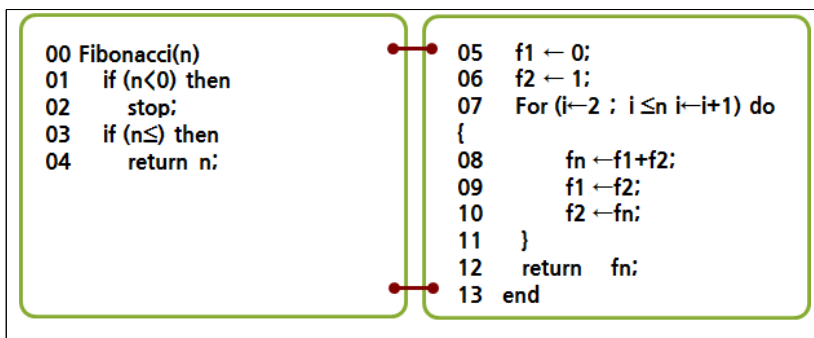 00 Fibonacci(n)
01 if (n<0) then
02 stop;
03 if (n≤) then
04 return n;
05 f1 ← 0;
06 f2 ← 1;
07 For (i←2 ; i ≤n i←i+1) do
{
08 fn ←f1+f2;
09 f1 ←f2;
10 f2 ←fn;
11 }
12 return fn;
13 end